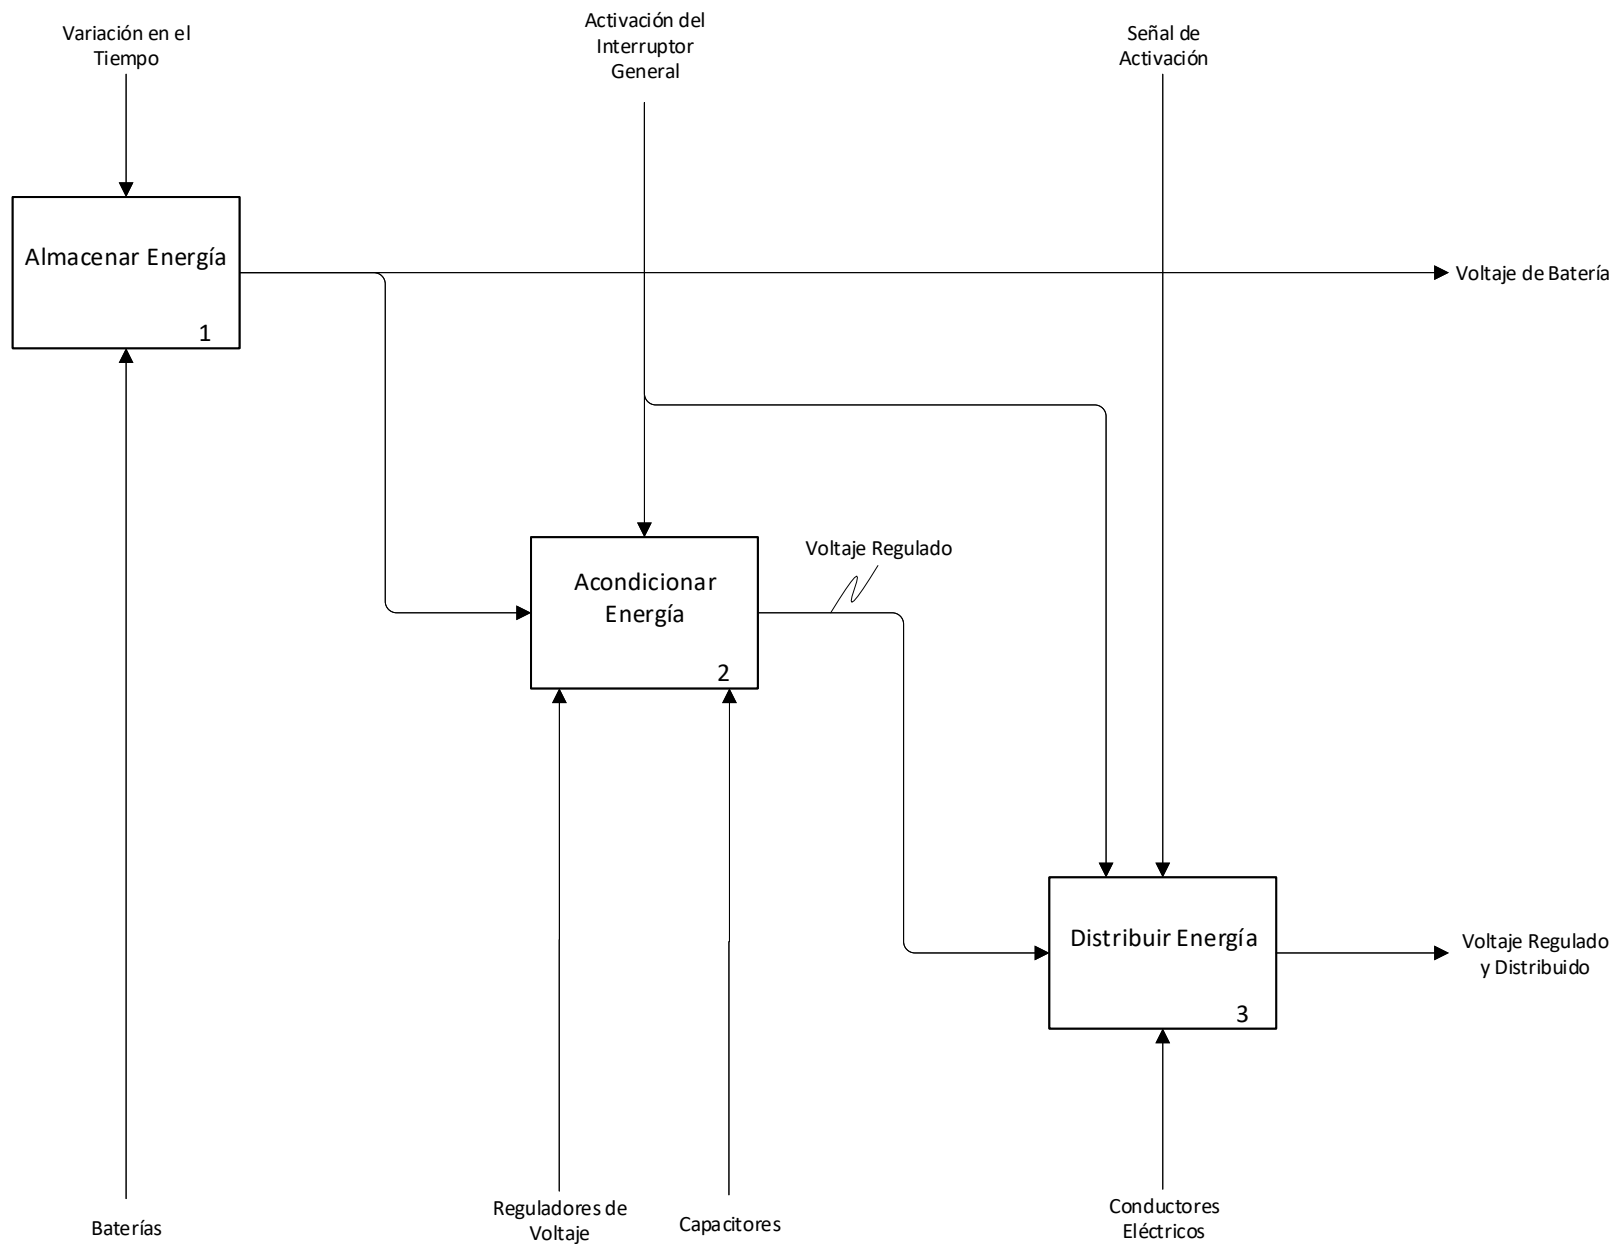 Variación en el
Tiempo
Activación del
Interruptor
General
Señal de
Activación
Almacenar Energía
1
Voltaje de Batería
Voltaje Regulado
Acondicionar
Energía
2
Distribuir Energía
3
Voltaje Regulado
y Distribuido
Baterías
Reguladores de
Voltaje
Capacitores
Conductores
Eléctricos